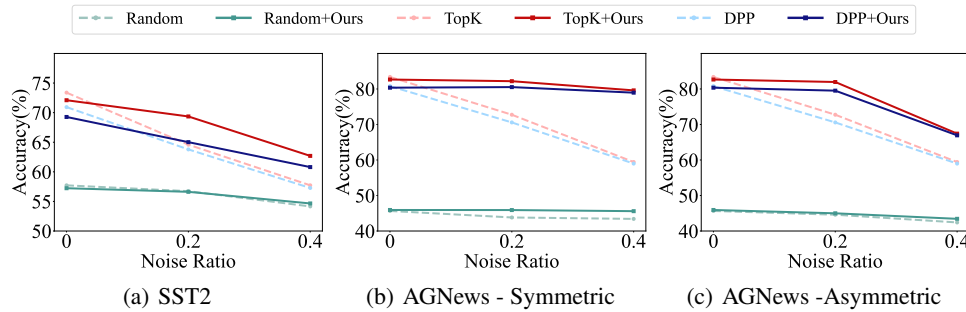 Random Random+Ours TopK TopK+Ours DPP DPP+Ours
Accuracy(%)
75
70
65
60
55
50
0 0.2 0.4
Noise Ratio
(a) SST2
Accuracy(%)
80
70
60
50
40
0 0.2 0.4
Noise Ratio
(b) AGNews - Symmetric
Accuracy(%)
80
70
60
50
40
0 0.2 0.4
Noise Ratio
(c) AGNews -Asymmetric